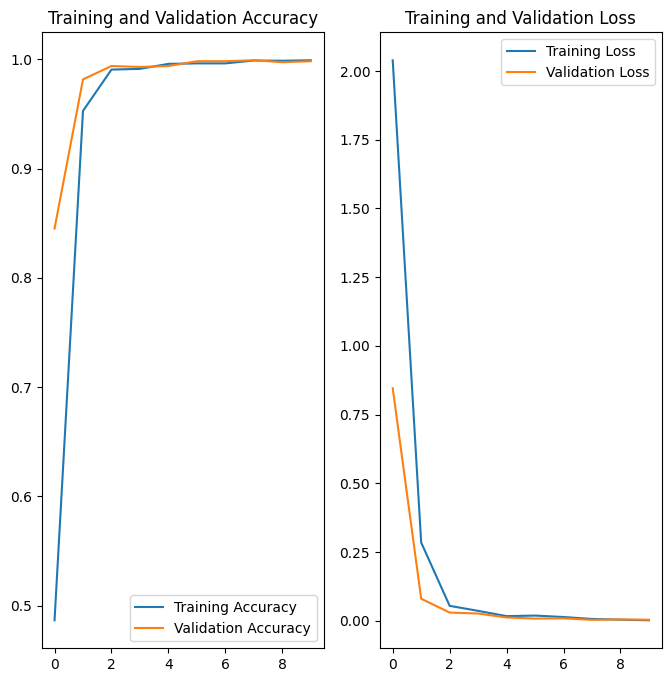 Training and Validation Accuracy
1.0
0.9
0.8
0.7
0.6
0.5
Training Accuracy
Validation Accuracy
0 2 4 6 8
Training and Validation Loss
Training Loss
Validation Loss
2.00
1.75
1.50
1.25
1.00
0.75
0.50
0.25
0.00
0 2 4 6 8